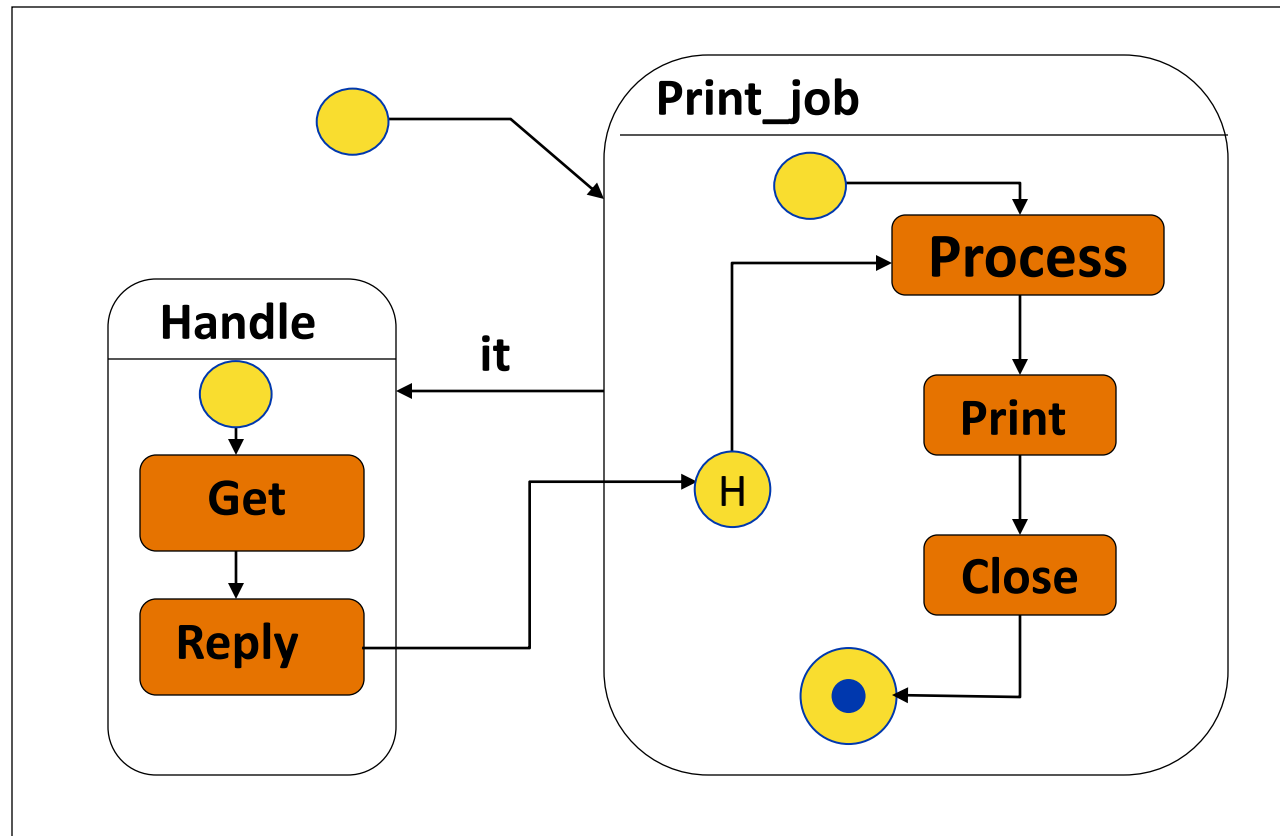 Print_job
Process
Handle
it
Print
H
Get
Close
Reply